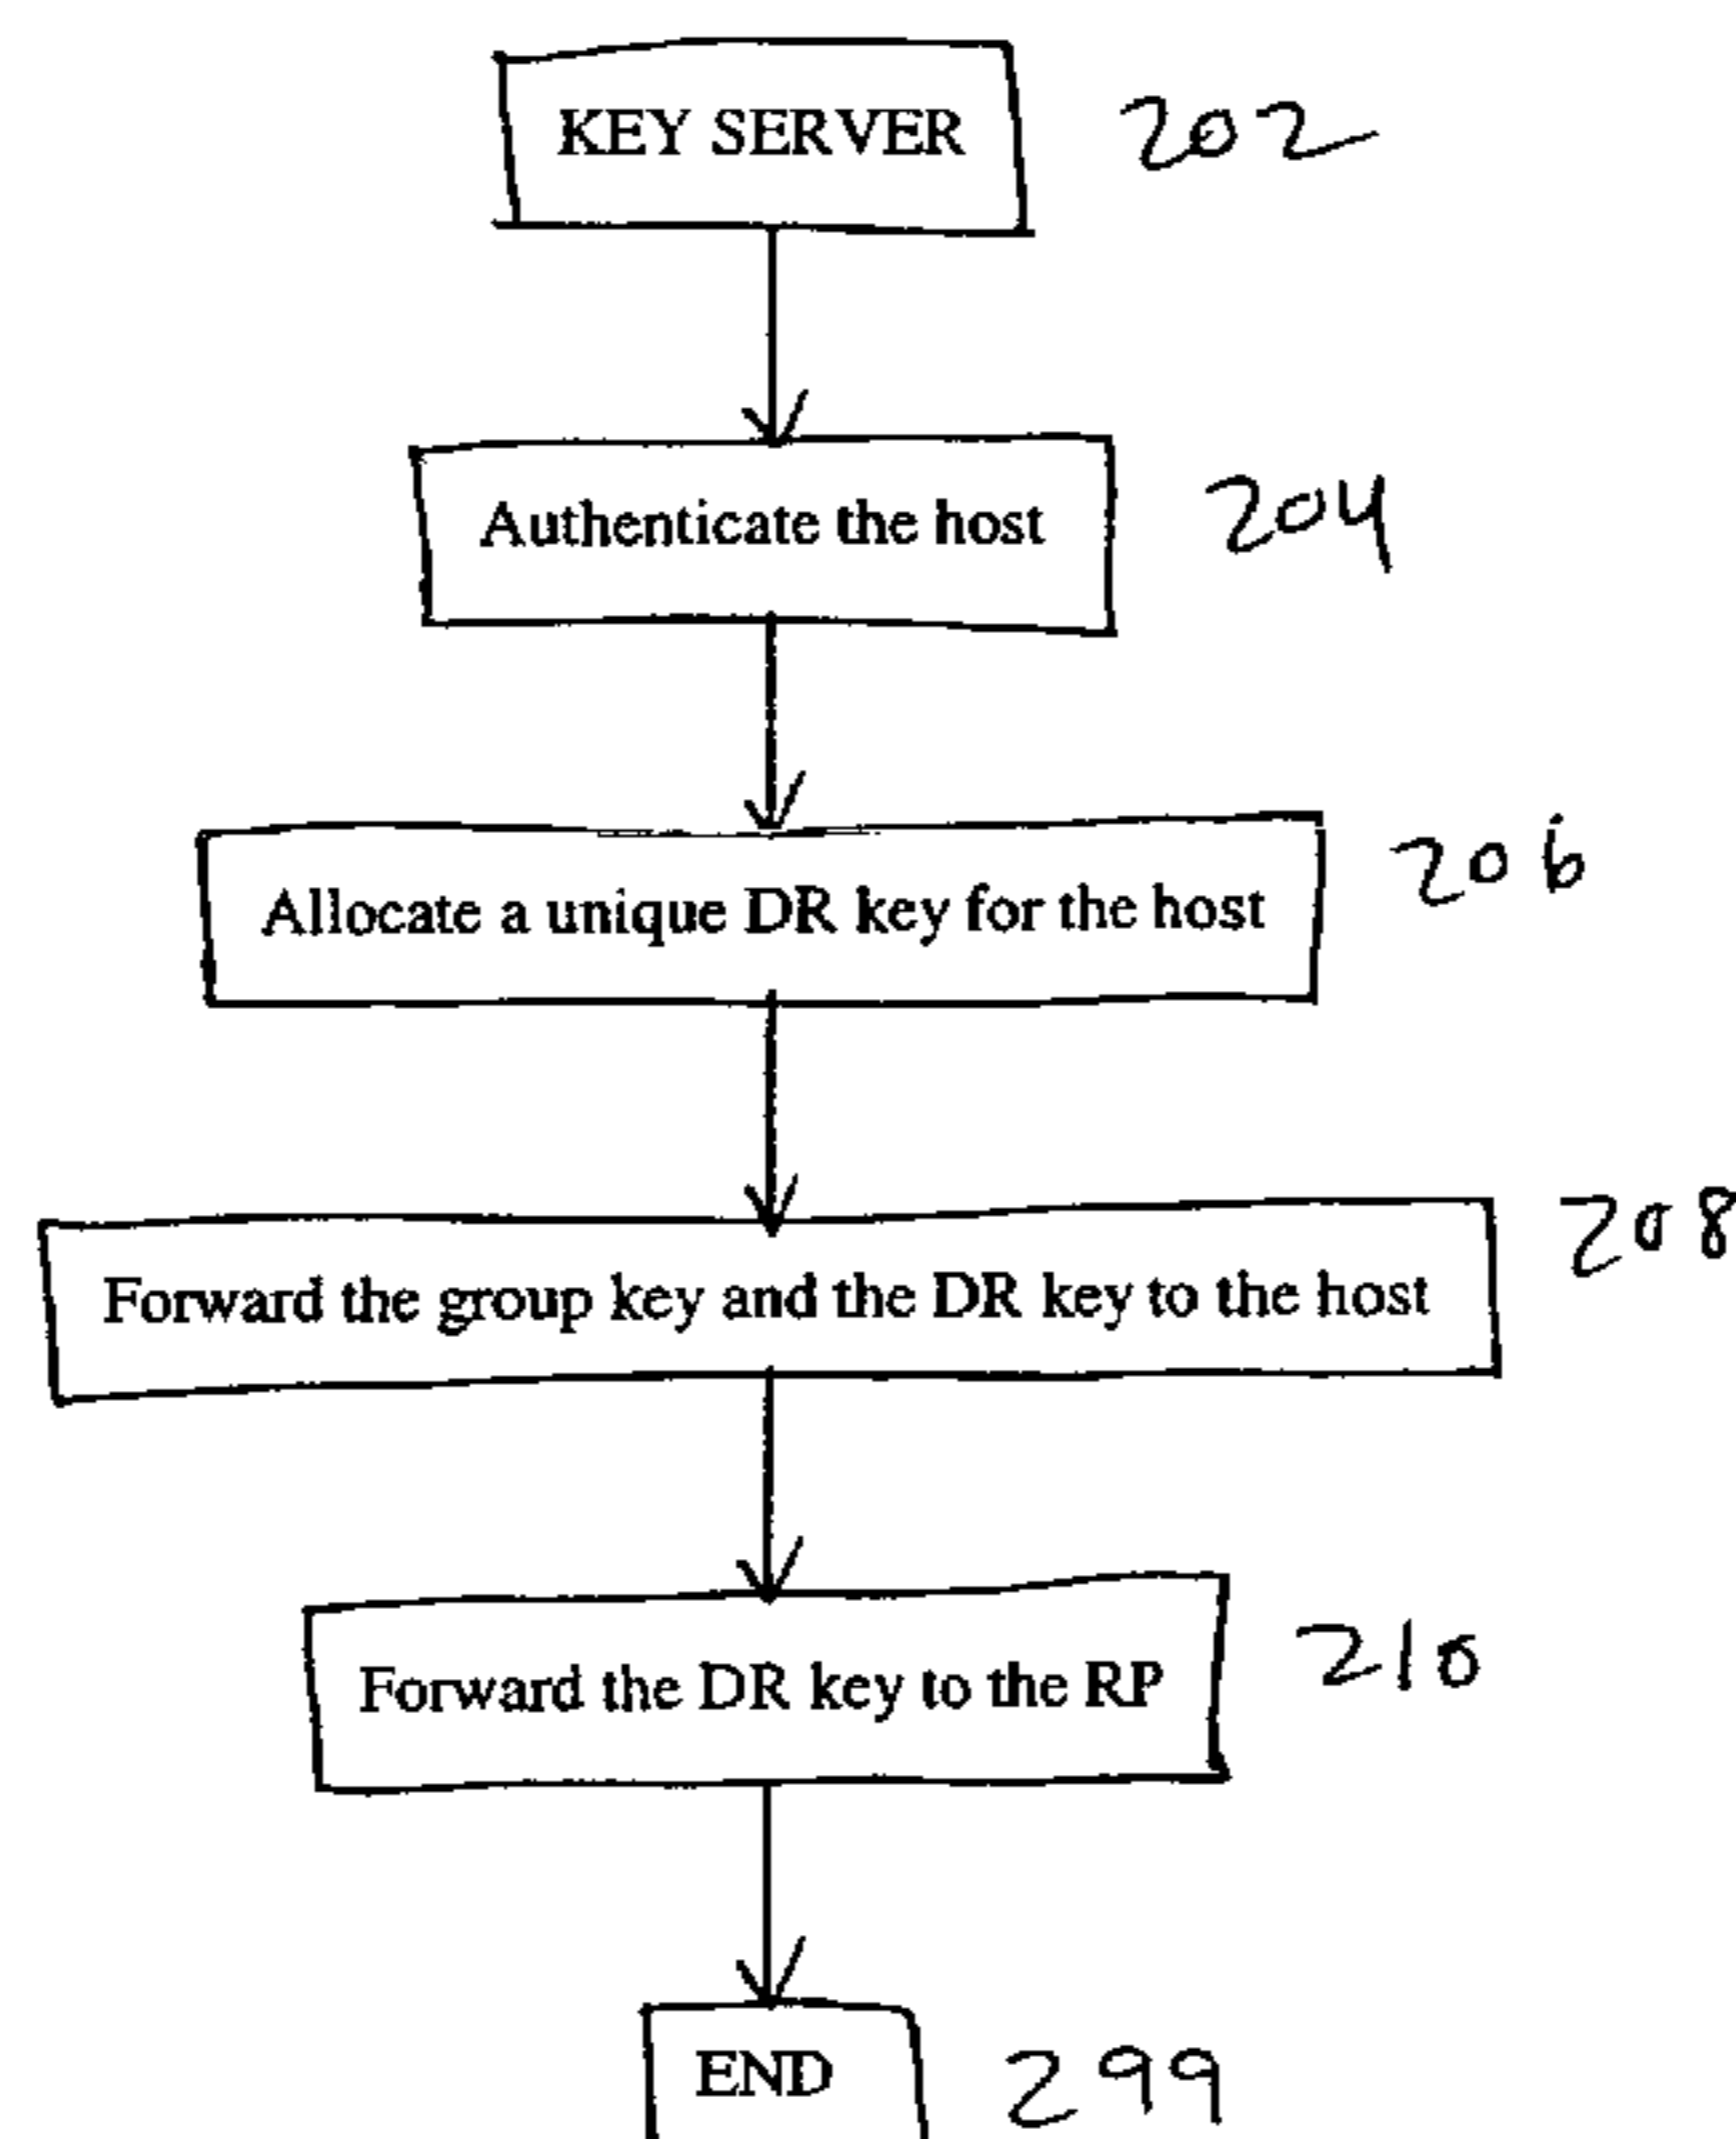 KEY SERVER 202
Authenticate the host 204
Allocate a unique DR key for the host 206
Forward the group key and the DR key to the host 208
Forward the DR key to the RP 210
END 299